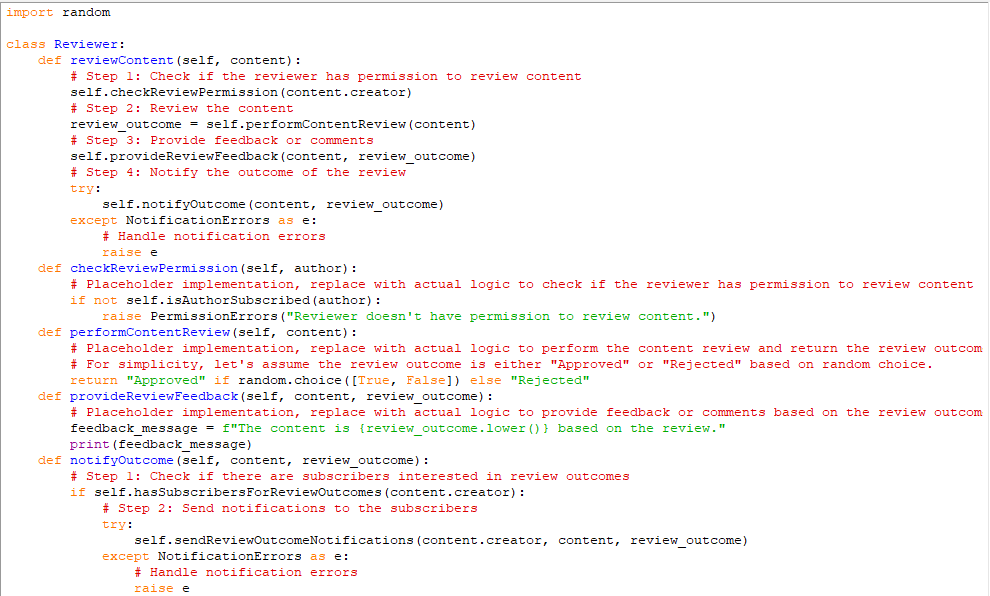 import random

class Reviewer:
    def reviewContent(self, content):
        # Step 1: Check if the reviewer has permission to review content
        self.checkReviewPermission(content.creator)
        # Step 2: Review the content
        review_outcome = self.performContentReview(content)
        # Step 3: Provide feedback or comments
        self.provideReviewFeedback(content, review_outcome)
        # Step 4: Notify the outcome of the review
        try:
            self.notifyOutcome(content, review_outcome)
        except NotificationErrors as e:
            # Handle notification errors
            raise e
    def checkReviewPermission(self, author):
        # Placeholder implementation, replace with actual logic to check if the reviewer has permission to review content
        if not self.isAuthorSubscribed(author):
            raise PermissionErrors("Reviewer doesn't have permission to review content.")
    def performContentReview(self, content):
        # Placeholder implementation, replace with actual logic to perform the content review and return the review outcom
        # For simplicity, let's assume the review outcome is either "Approved" or "Rejected" based on random choice.
        return "Approved" if random.choice([True, False]) else "Rejected"
    def provideReviewFeedback(self, content, review_outcome):
        # Placeholder implementation, replace with actual logic to provide feedback or comments based on the review outcom
        feedback_message = f"The content is {review_outcome.lower()} based on the review."
        print(feedback_message)
    def notifyOutcome(self, content, review_outcome):
        # Step 1: Check if there are subscribers interested in review outcomes
        if self.hasSubscribersForReviewOutcomes(content.creator):
            # Step 2: Send notifications to the subscribers
            try:
                self.sendReviewOutcomeNotifications(content.creator, content, review_outcome)
            except NotificationErrors as e:
                # Handle notification errors
                raise e